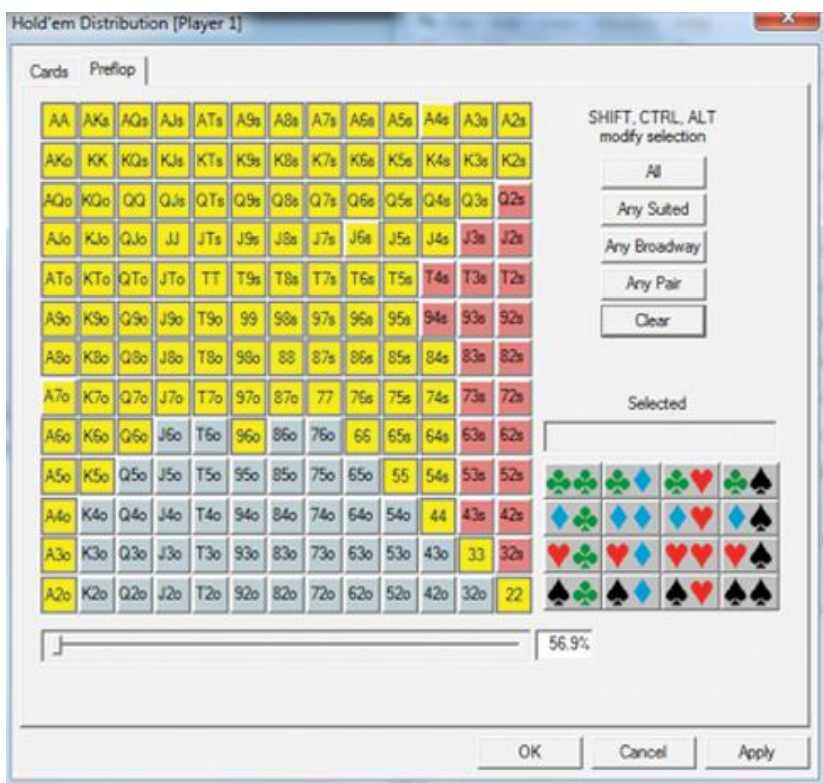 Hold'em Distribution [Player 1]
Cards Preflop
AA AKs AQs AJs ATs A9s A8s A7s A6s A5s A4s A3s A2s
AKo KK KQs KJs KTs K9s K8s K7s K6s K5s K4s K3s K2s
AQo KQo QQ QJs QTs Q9s Q8s Q7s Q6s Q5s Q4s Q3s Q2s
AJo KJo QJo JJ JTs J9s J8s J7s J6s J5s J4s J3s J2s
ATo KTo QTo JTo TT T9s T8s T7s T6s T5s T4s T3s T2s
A9o K9o Q9o J9o T9o 99 98s 97s 96s 95s 94s 93s 92s
A8o K8o Q8o J8o T8o 98o 88 87s 86s 85s 84s 83s 82s
A7o K7o Q7o J7o T7o 97o 87o 77 76s 75s 74s 73s 72s
A6o K6o Q6o J6o T6o 96o 86o 76o 66 65s 64s 63s 62s
A5o K5o Q5o J5o T5o 95o 85o 75o 65o 55 54s 53s 52s
A4o K4o Q4o J4o T4o 94o 84o 74o 64o 54o 44 43s 42s
A3o K3o Q3o J3o T3o 93o 83o 73o 63o 53o 43o 33 32s
A2o K2o Q2o J2o T2o 92o 82o 72o 62o 52o 42o 32o 22
56.9%
SHIFT, CTRL, ALT
modify selection
All
Any Suited
Any Broadway
Any Pair
Clear
Selected
OK Cancel Apply